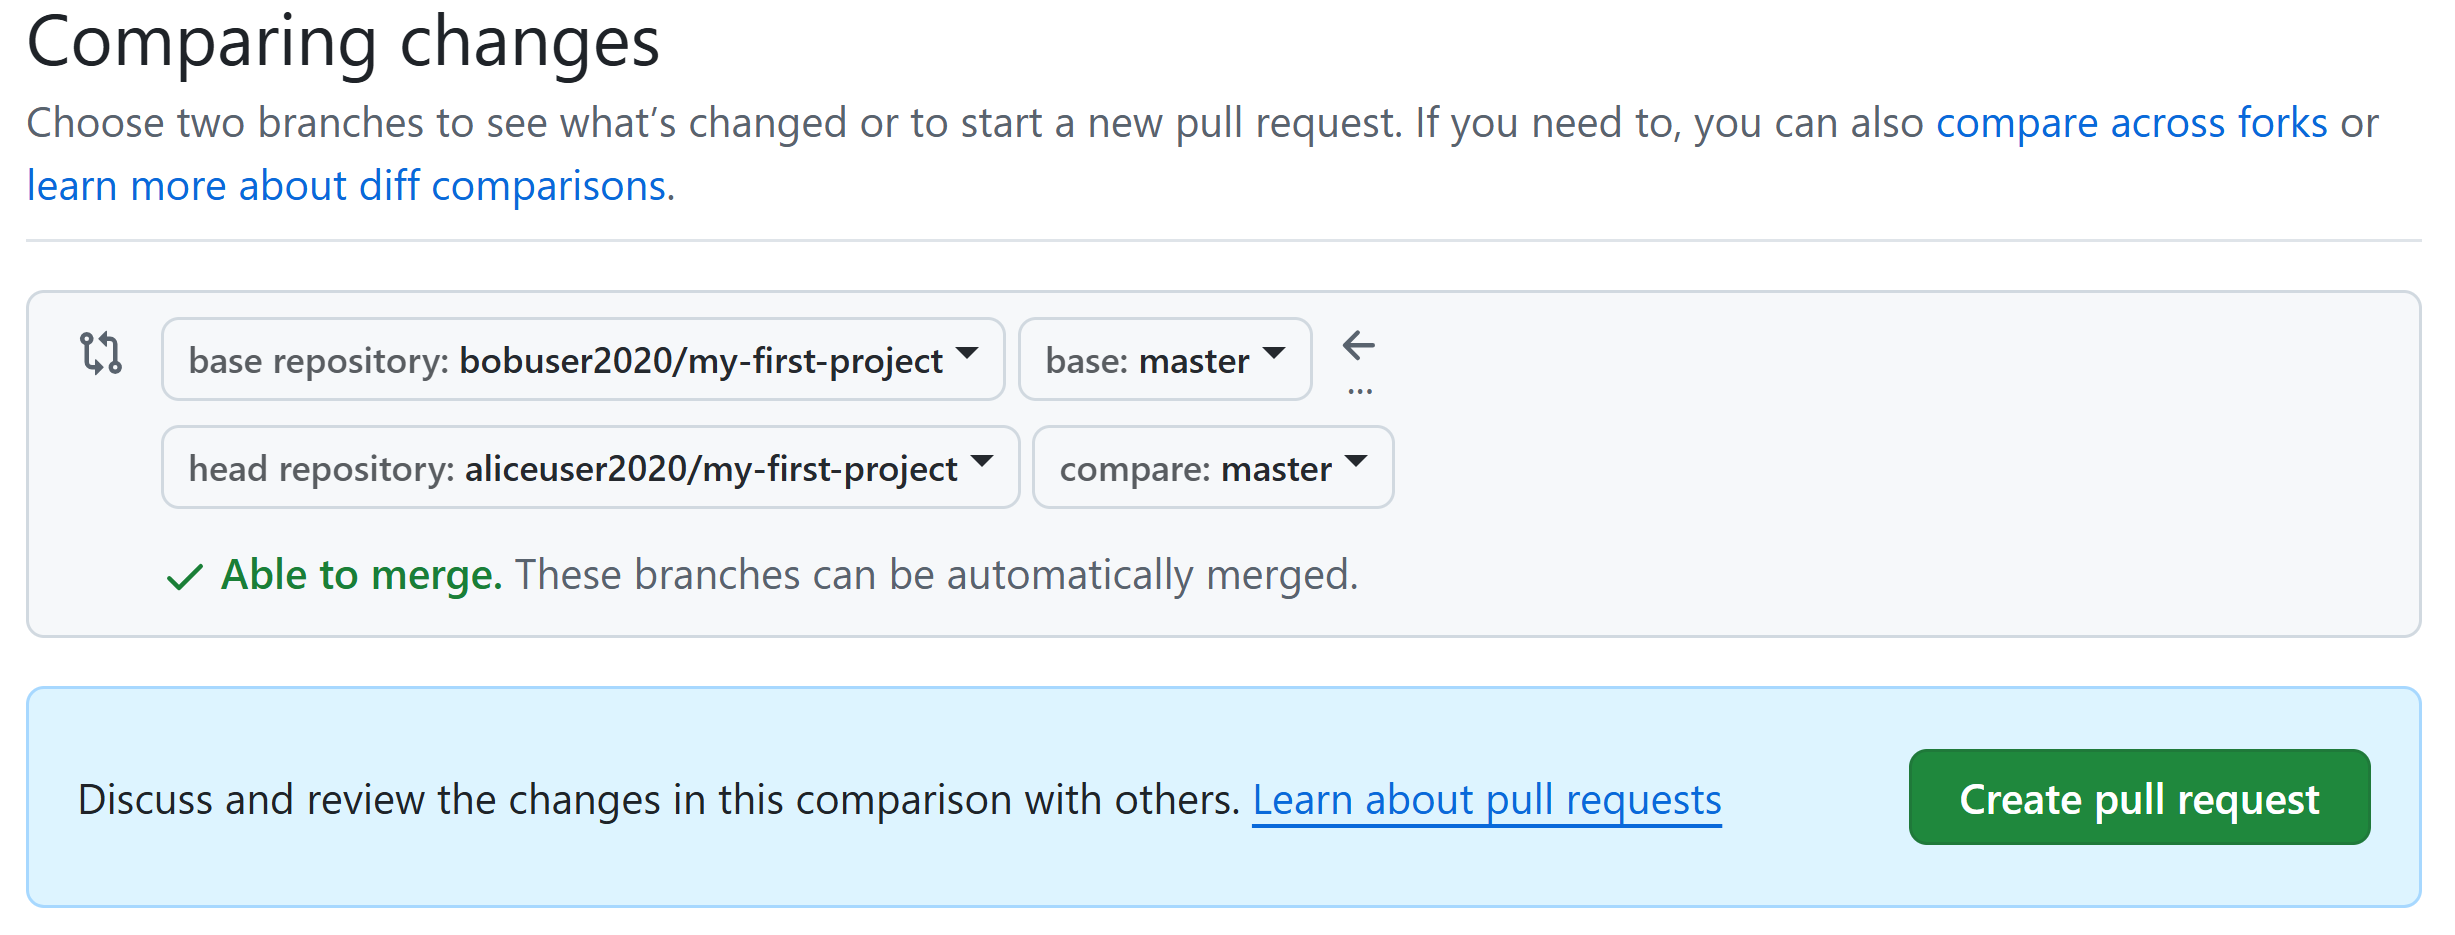 Comparing changes
Choose two branches to see what’s changed or to start a new pull request. If you need to, you can also compare across forks or
learn more about diff comparisons.
base repository: bobuser2020/my-first-project base: master
...
head repository: aliceuser2020/my-first-project compare: master
Able to merge. These branches can be automatically merged.
Discuss and review the changes in this comparison with others. Learn about pull requests Create pull request